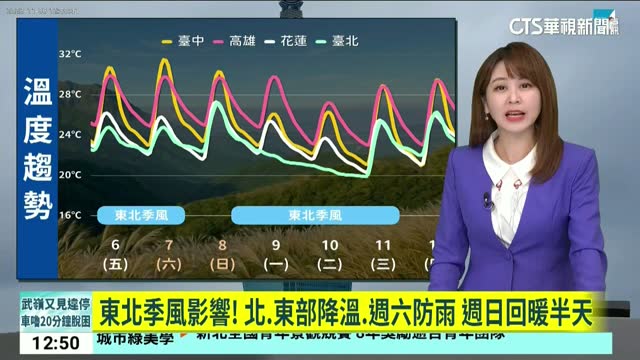 CTS華視新聞
溫度趨勢
臺中 高雄 花蓮 臺北
32°C
28°C
24°C
20°C
16°C
東北季風 東北季風
6 7 8 9 10 11
(五) (六) (日) (一) (二) (三)
武嶺又見違停
車嚕20分鐘脫困
東北季風影響! 北.東部降溫.週六防雨 週日回暖半天
12:50
城市綠美學